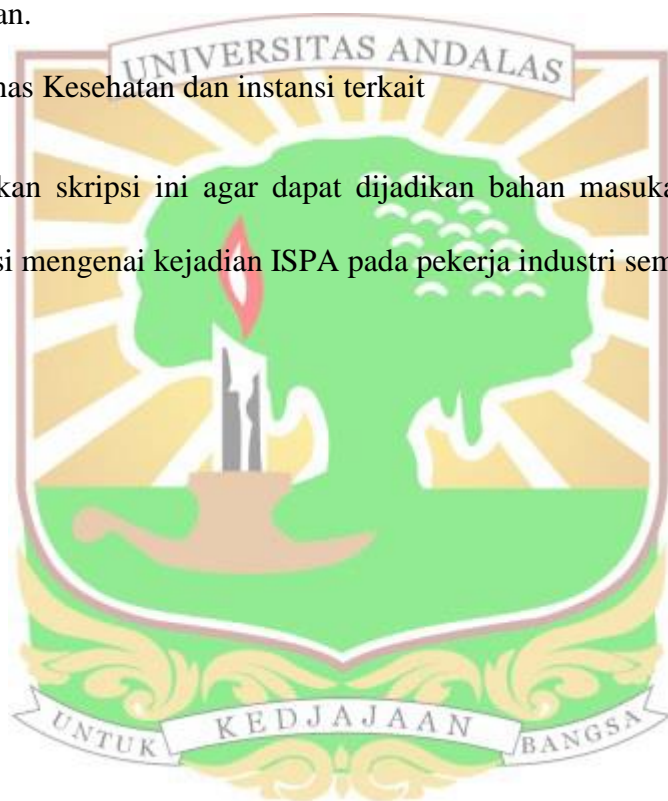 an.
UNIVERSITAS ANDALAS
nas Kesehatan dan instansi terkait
kan skripsi ini agar dapat dijadikan bahan masuka
si mengenai kejadian ISPA pada pekerja industri sem
UNTUK KEDJAJAAN BANGSA